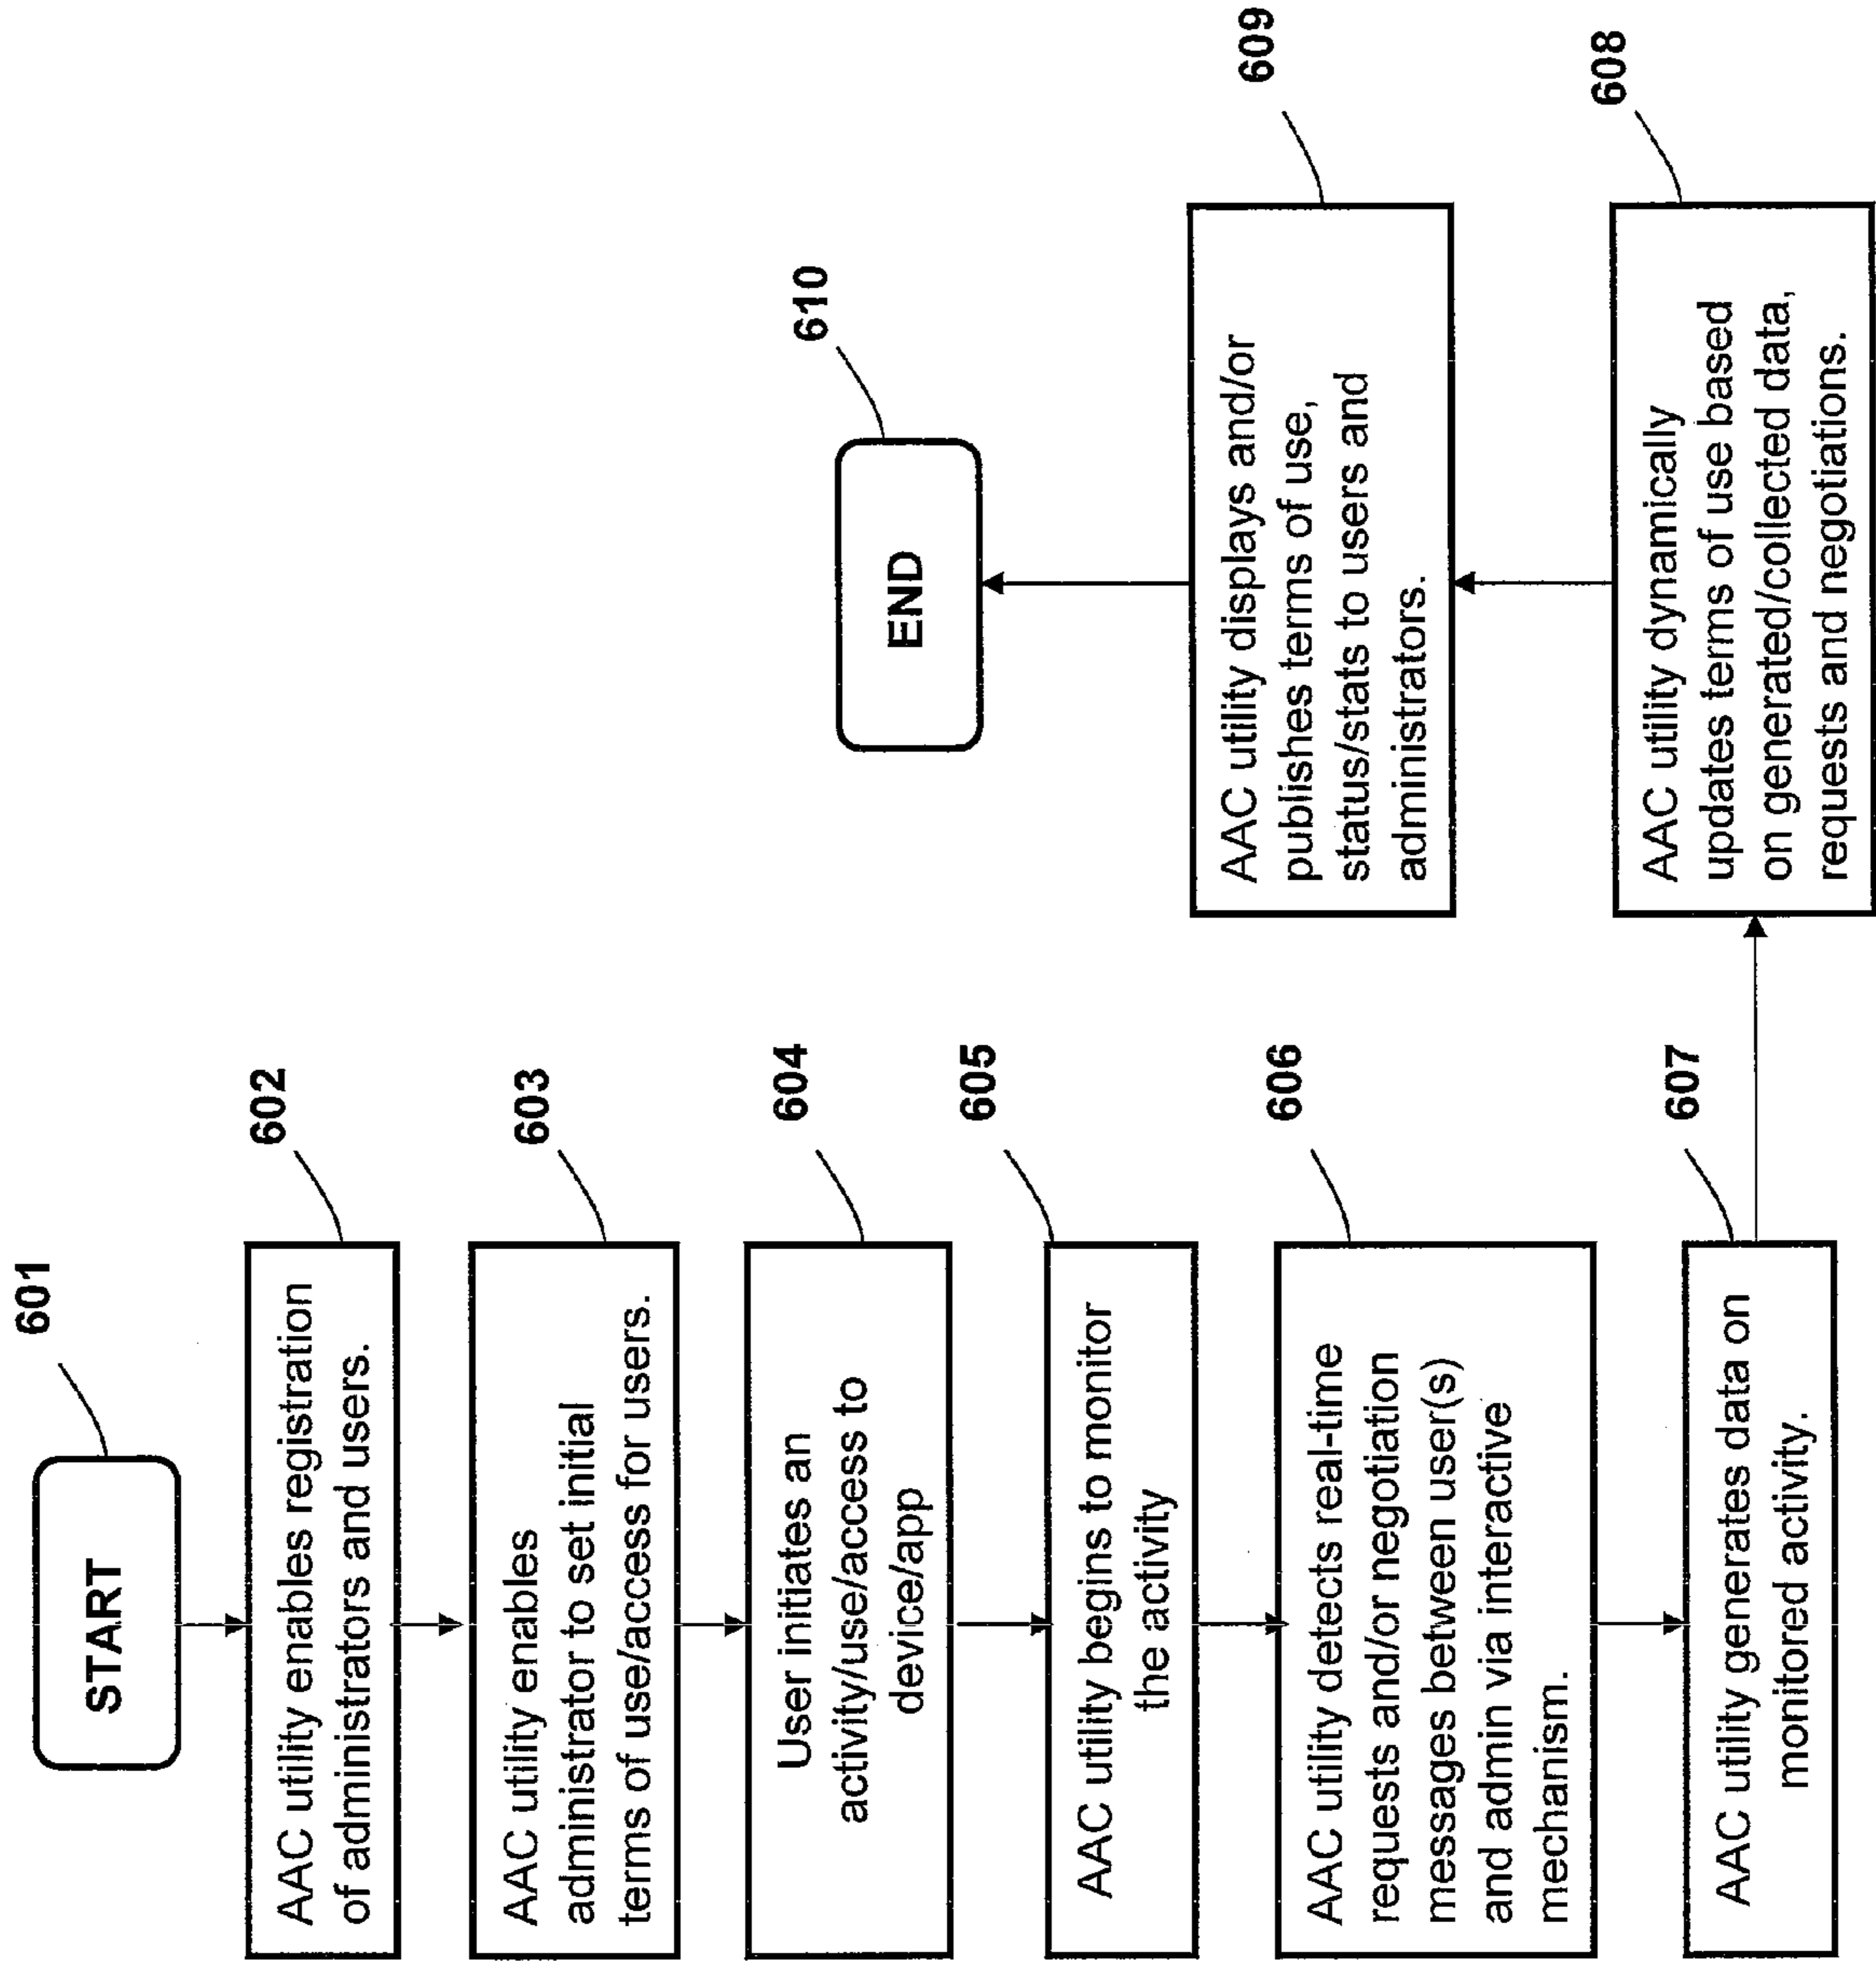 601
START
602
AAC utility enables registration
of administrators and users.
603
AAC utility enables
administrator to set initial
terms of use/access for users.
604
User initiates an
activity/use/access to
device/app
605
AAC utility begins to monitor
the activity
606
AAC utility detects real-time
requests and/or negotiation
messages between user(s)
and admin via interactive
mechanism.
607
AAC utility generates data on
monitored activity.
608
AAC utility dynamically
updates terms of use based
on generated/collected data,
requests and negotiations.
609
AAC utility displays and/or
publishes terms of use,
status/stats to users and
administrators.
610
END